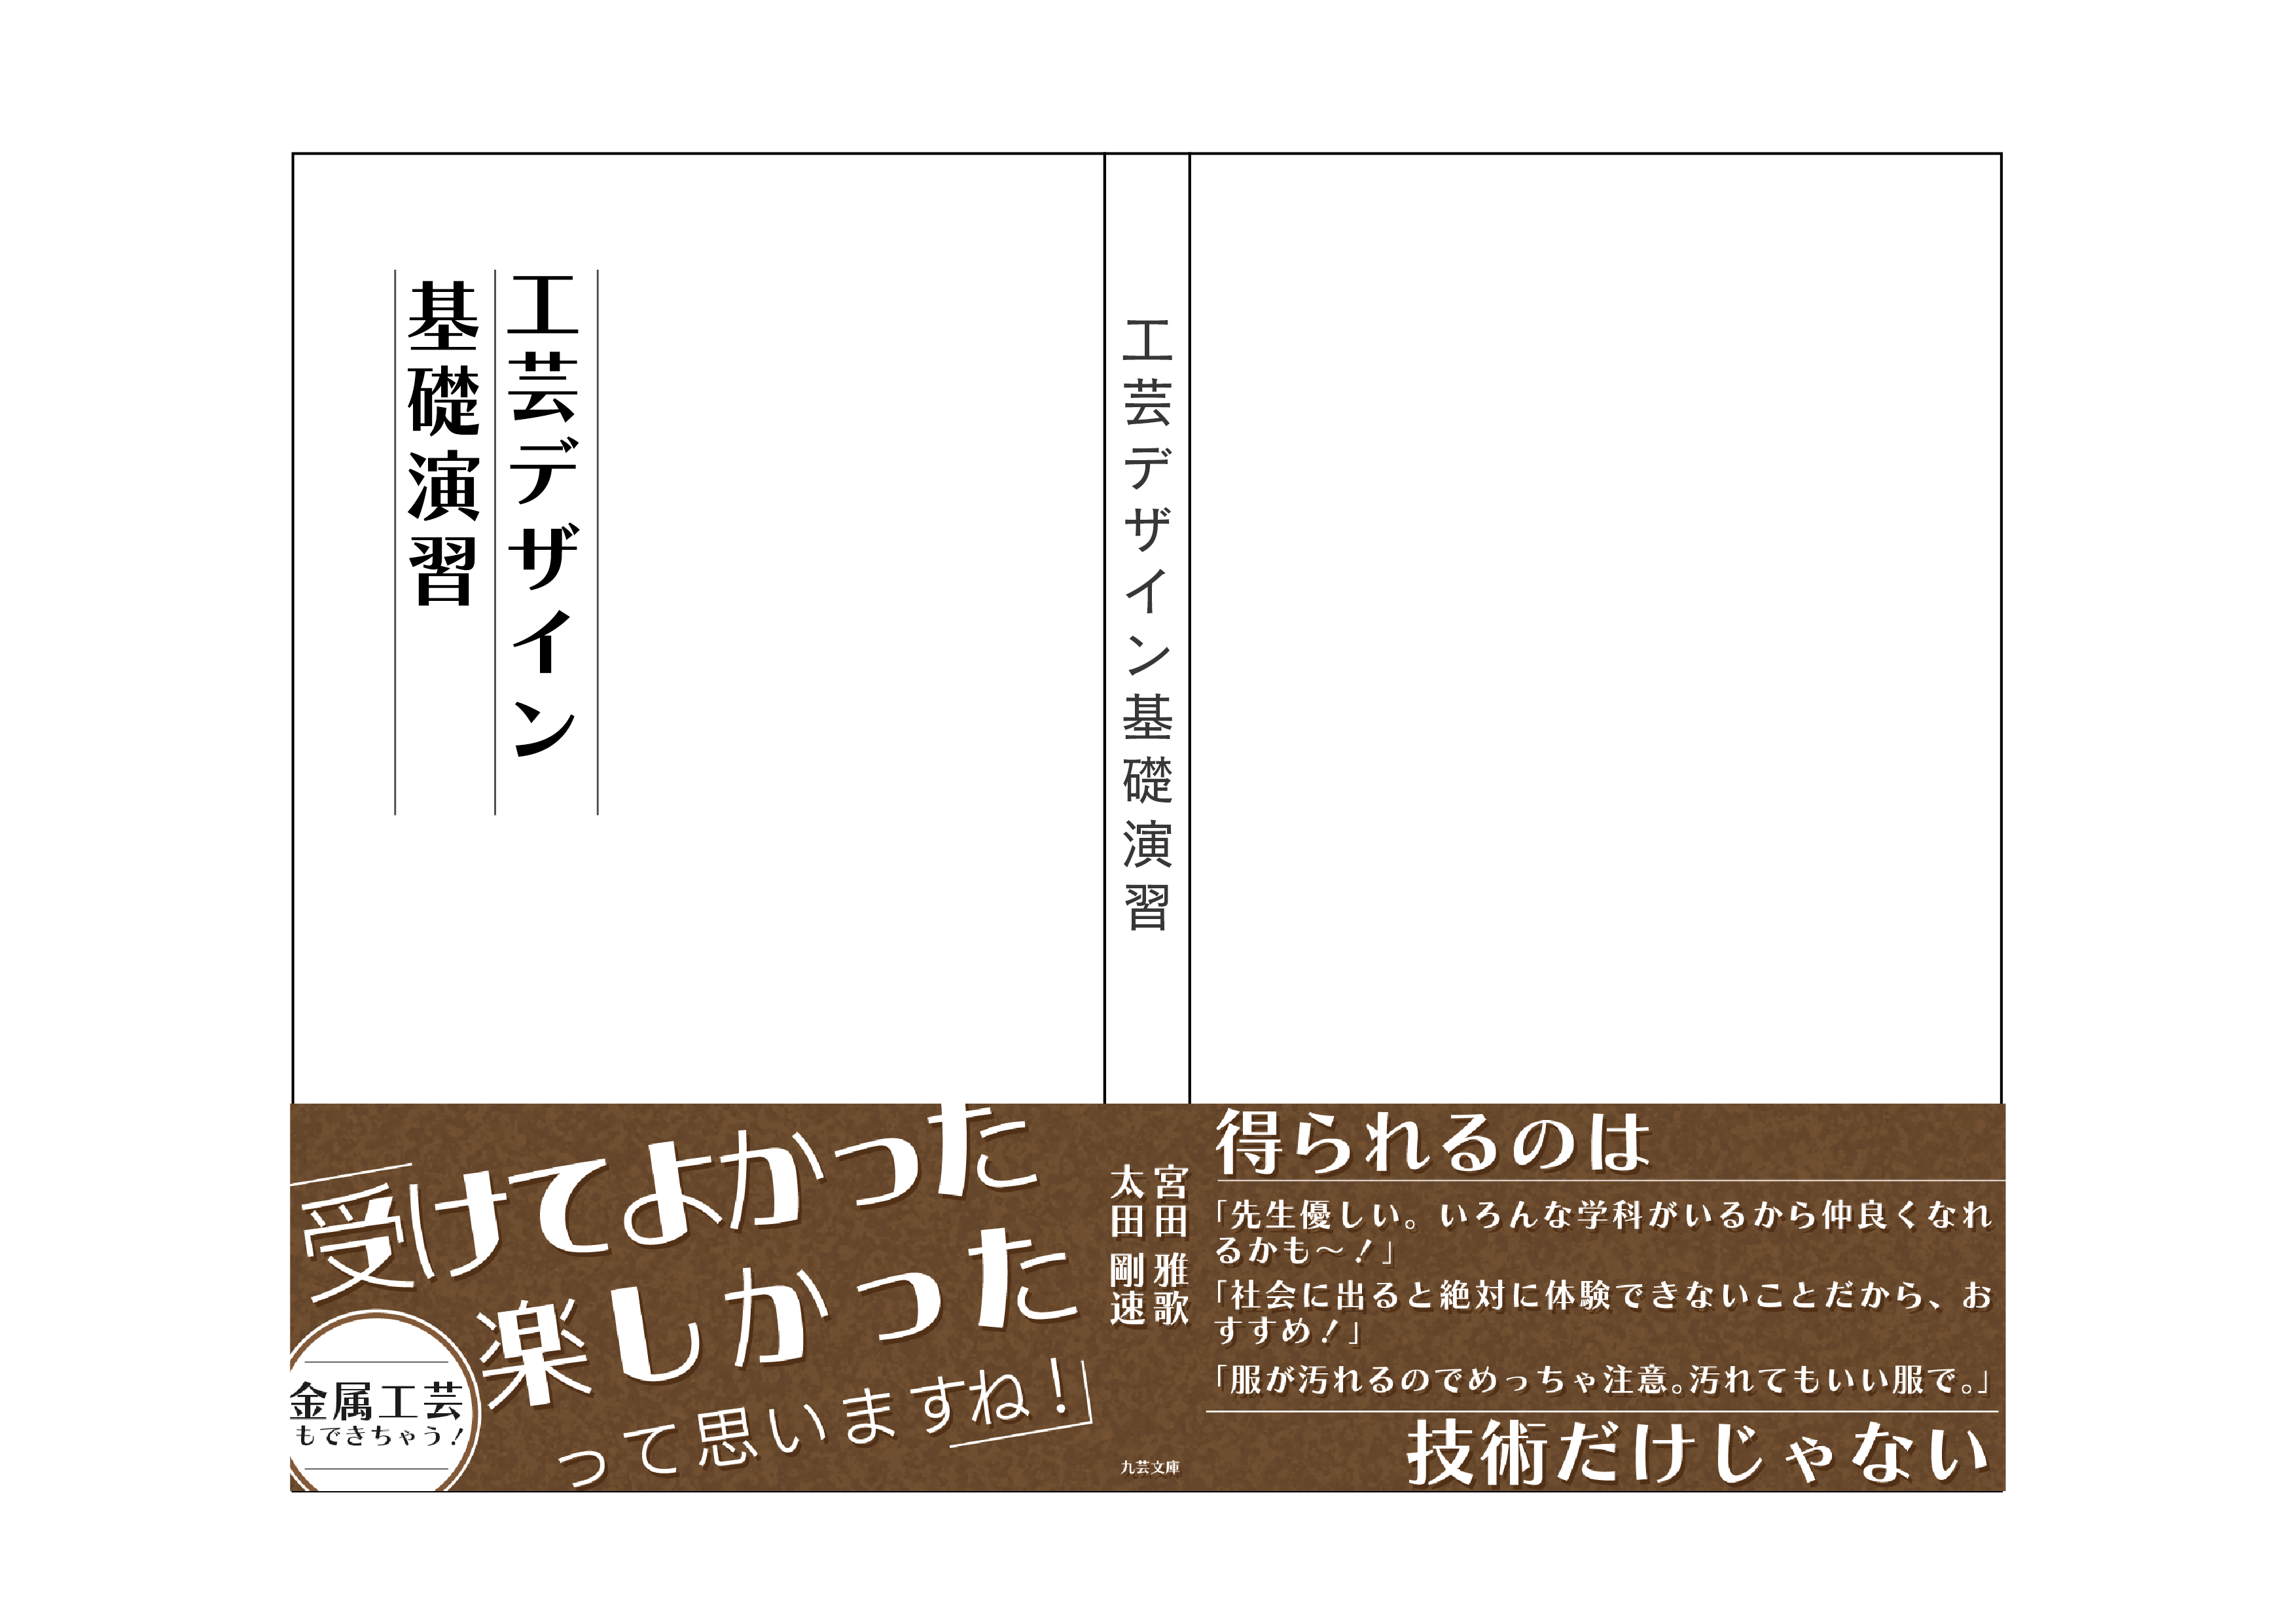 工芸デザイン
基礎演習
工芸デザイン基礎演習
受けてよかった
楽しかった
って思いますね!
金属工芸
もできちゃう!
宮田 雅歌
太田 剛速
九芸文庫
得られるのは
「先生優しい。いろんな学科がいるから仲良くなれ
るかも〜!」
「社会に出ると絶対に体験できないことだから、お
すすめ!」
「服が汚れるのでめっちゃ注意。汚れてもいい服で。」
技術だけじゃない